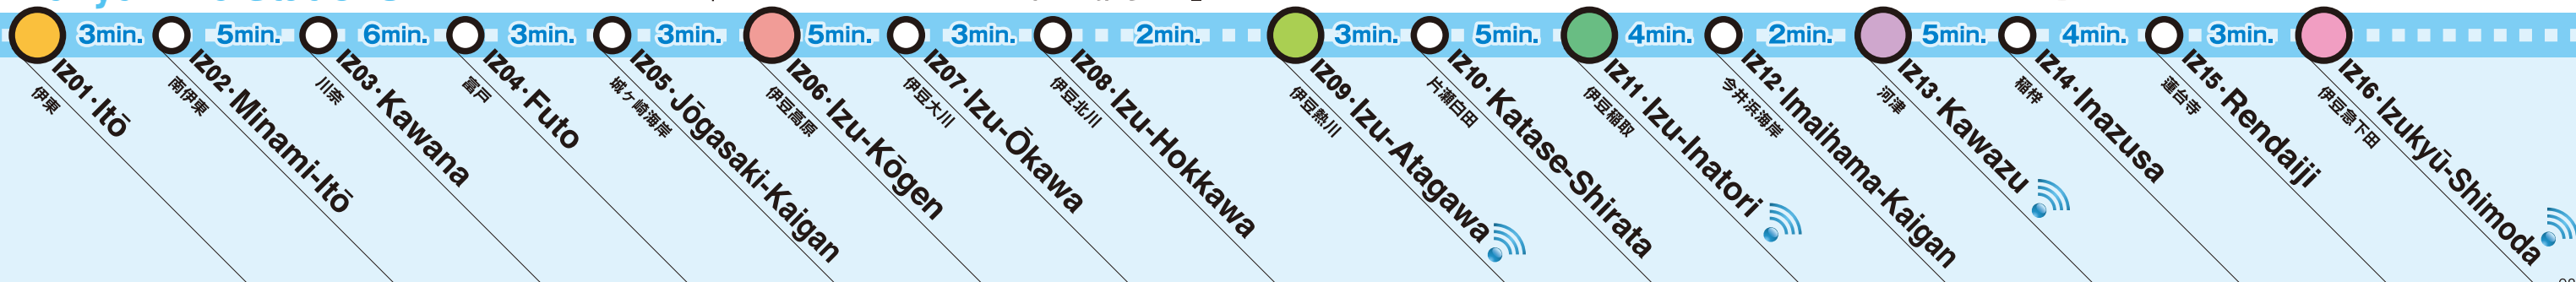 3min.
5min.
6min.
3min.
3min.
5min.
3min.
2min.
3min.
5min.
4min.
2min.
5min.
4min.
3min.
IZ01・Itō
伊東
IZ02・Minami-Itō
南伊東
IZ03・Kawana
川奈
IZ04・Futo
富戸
IZ05・Jōgasaki-Kaigan
城ヶ崎海岸
IZ06・Izu-Kōgen
伊豆高原
IZ07・Izu-Ōkawa
伊豆大川
IZ08・Izu-Hokkawa
伊豆北川
IZ09・Izu-Atagawa
伊豆熱川
IZ10・Katase-Shirata
片瀬白田
IZ11・Izu-Inatori
伊豆稲取
IZ12・Imaihama-Kaigan
今井浜海岸
IZ13・Kawazu
河津
IZ14・Inazusa
稲梓
IZ15・Rendaiji
蓮台寺
IZ16・Izukyū-Shimoda
伊豆急下田